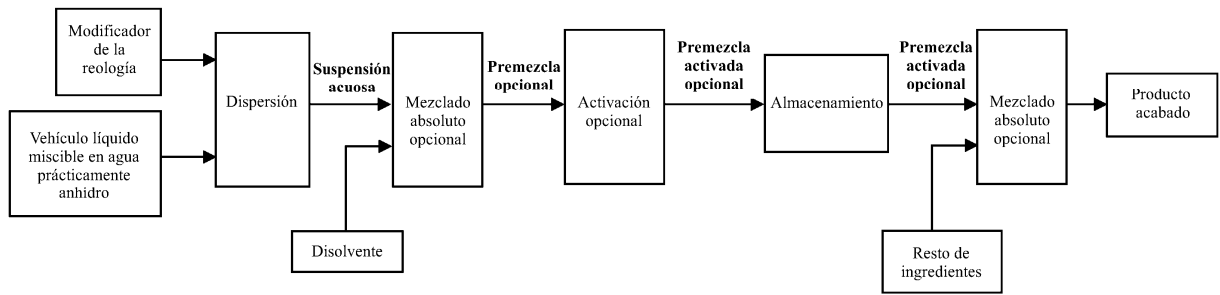 Modificador
de la
reología
Vehículo líquido
miscible en agua
prácticamente
anhidro
Dispersión
Suspensión
acuosa
Mezclado
absoluto
opcional
Disolvente
Premezcla
opcional
Activación
opcional
Premezcla
activada
opcional
Almacenamiento
Premezcla
activada
opcional
Mezclado
absoluto
opcional
Resto de
ingredientes
Producto
acabado